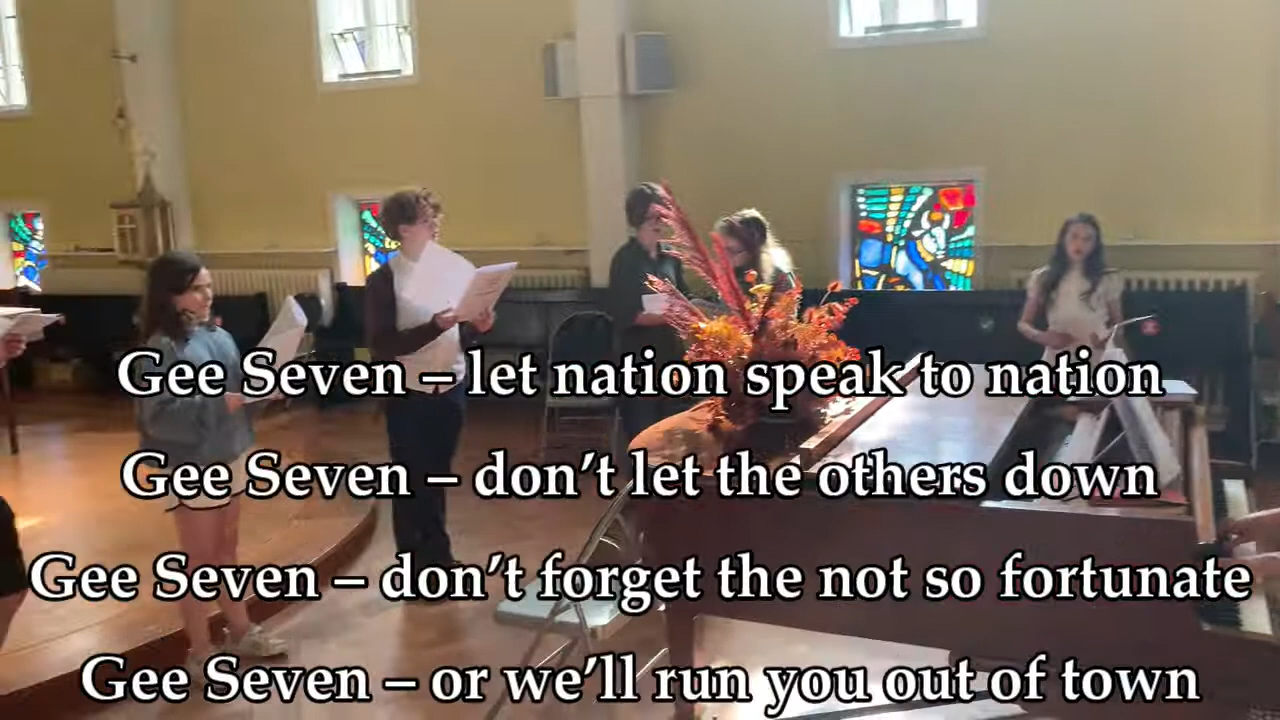 Gee Seven – let nation speak to nation
Gee Seven – don’t let the others down
Gee Seven – don’t forget the not so fortunate
Gee Seven – or we’ll run you out of town